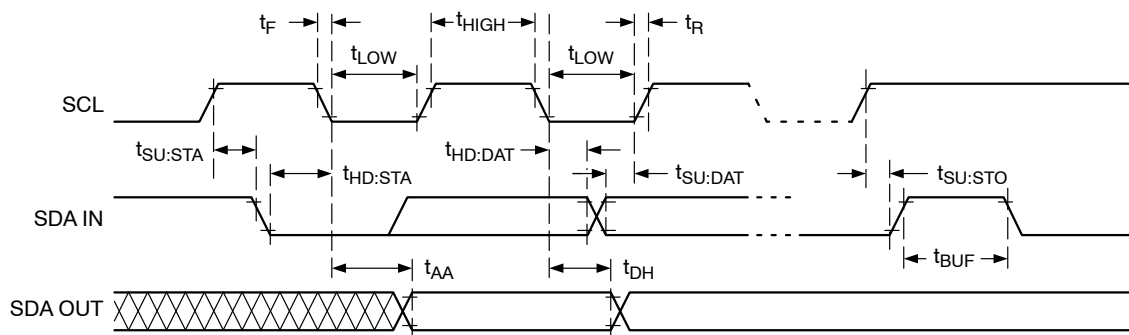 tF
tHIGH
tR
tLOW
tLOW
SCL
tSU:STA
tHD:STA
tHD:DAT
tSU:DAT
tSU:STO
SDA IN
tBUF
tAA
tDH
SDA OUT